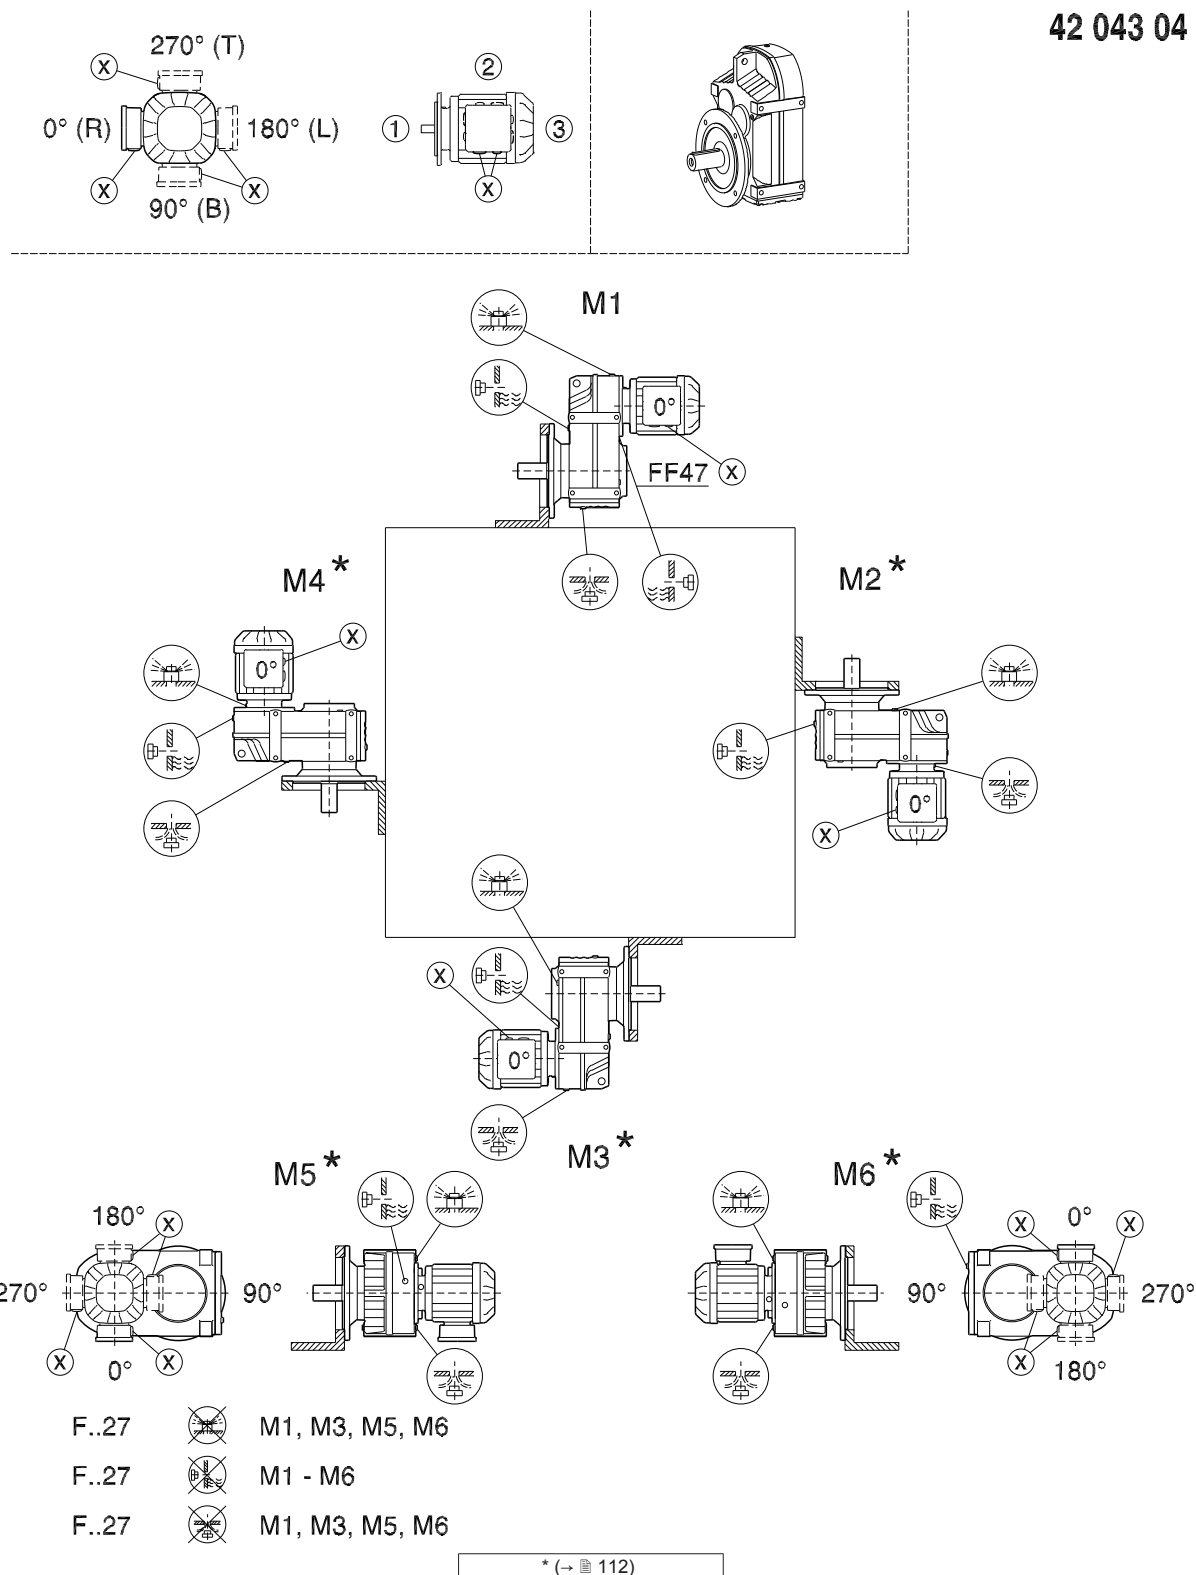 42 043 04
270° (T)
X
0° (R)
180° (L)
X
X
90° (B)
2
1
3
X
M1
0°
FF47
X
M4*
X
0°
M2*
0°
X
X
0°
M3*
M5*
M6*
180°
X
270°
90°
X
0°
X
X
0°
X
90°
270°
X
180°
F..27 M1, M3, M5, M6
F..27 M1 - M6
F..27 M1, M3, M5, M6
* (→ 112)